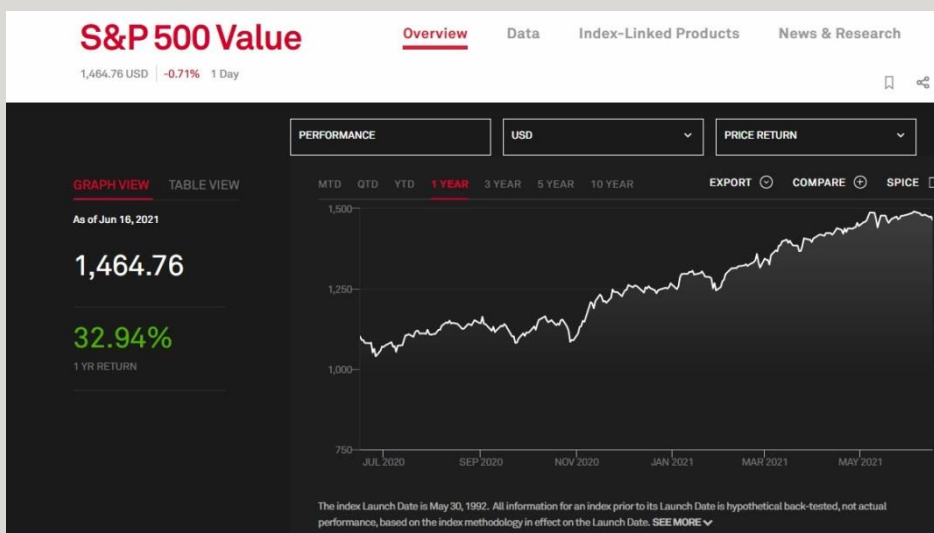 S&P 500 Value
Overview Data Index-Linked Products News & Research
1,464.76 USD -0.71% 1 Day
PERFORMANCE USD PRICE RETURN
GRAPH VIEW TABLE VIEW
MTD QTD YTD 1 YEAR 3 YEAR 5 YEAR 10 YEAR EXPORT COMPARE SPICE
As of Jun 16, 2021
1,464.76
32.94%
1 YR RETURN
1,500
1,250
1,000
750
JUL 2020 SEP 2020 NOV 2020 JAN 2021 MAR 2021 MAY 2021
The index Launch Date is May 30, 1992. All information for an index prior to its Launch Date is hypothetical back-tested, not actual
performance, based on the index methodology in effect on the Launch Date. SEE MORE